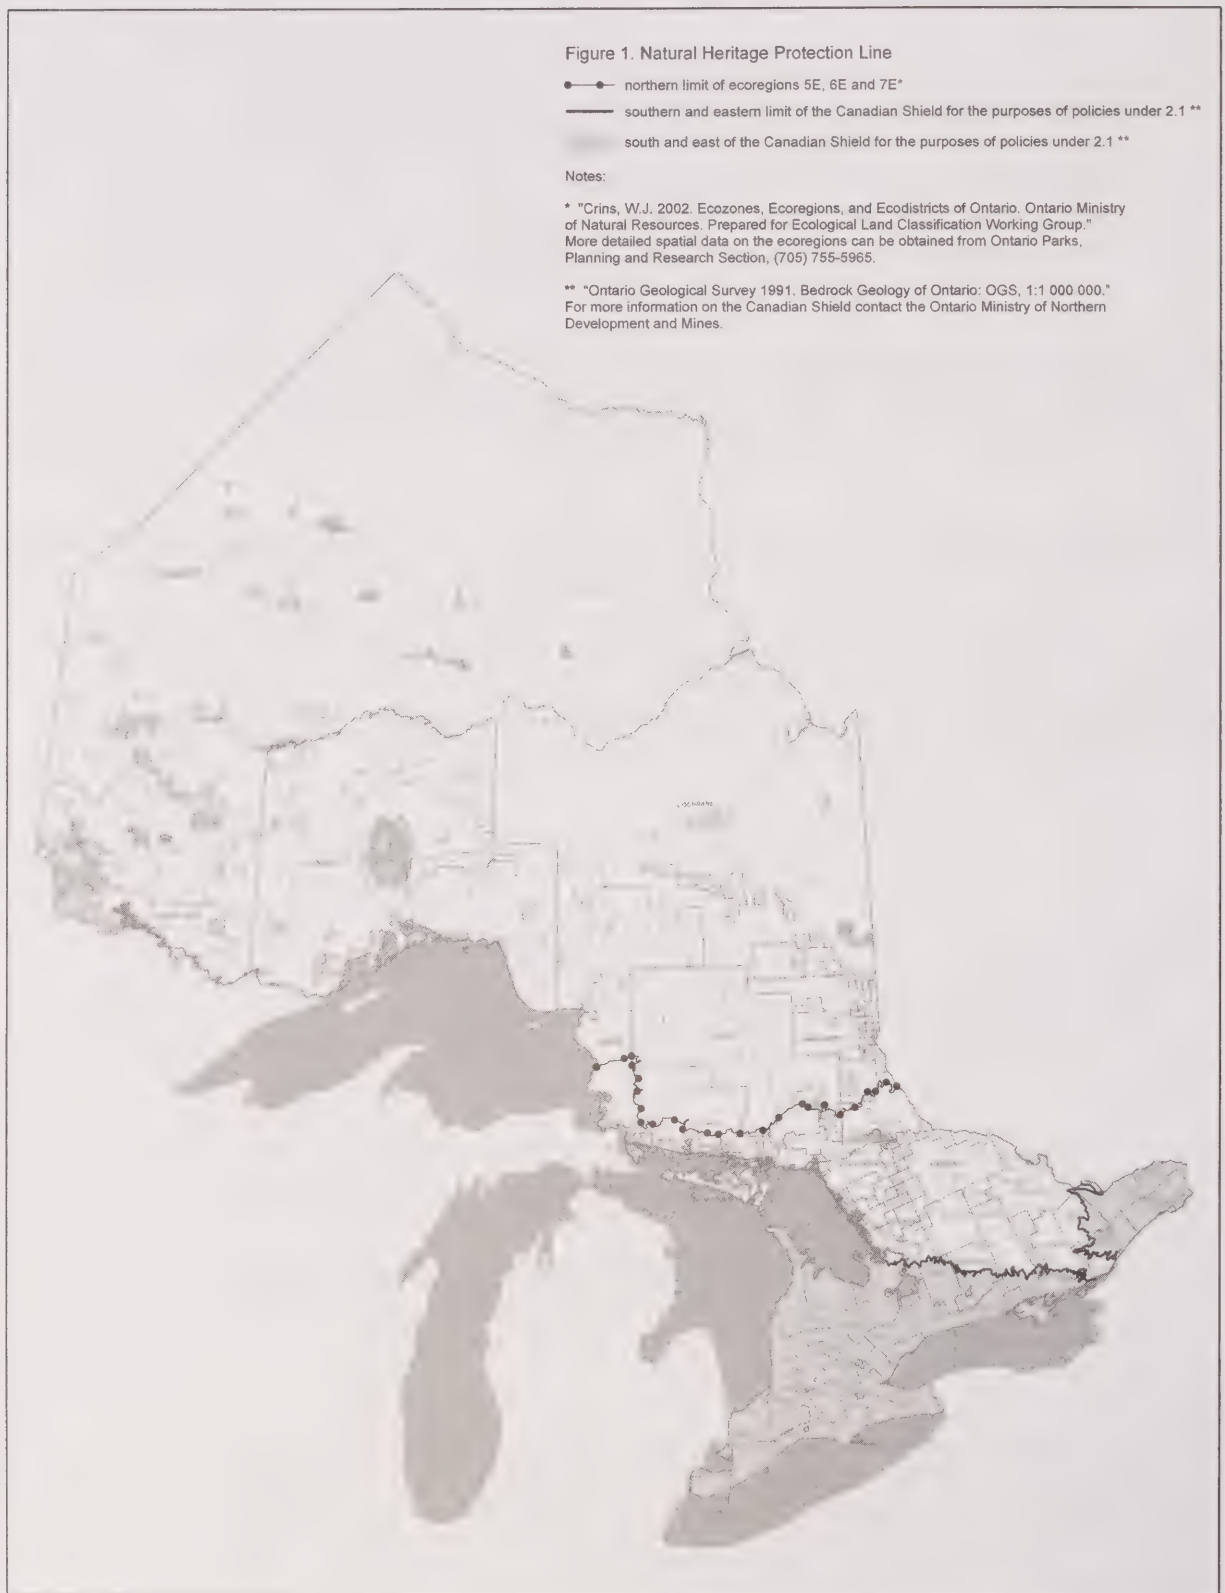 Figure 1. Natural Heritage Protection Line
northern limit of ecoregions 5E, 6E and 7E*
southern and eastern limit of the Canadian Shield for the purposes of policies under 2.1 **
south and east of the Canadian Shield for the purposes of policies under 2.1 **
Notes:
* "Crins, W.J. 2002. Ecozones, Ecoregions, and Ecodistricts of Ontario. Ontario Ministry
of Natural Resources. Prepared for Ecological Land Classification Working Group."
More detailed spatial data on the ecoregions can be obtained from Ontario Parks,
Planning and Research Section, (705) 755-5965.
** "Ontario Geological Survey 1991. Bedrock Geology of Ontario: OGS, 1:1 000 000."
For more information on the Canadian Shield contact the Ontario Ministry of Northern
Development and Mines.
COCHRANE